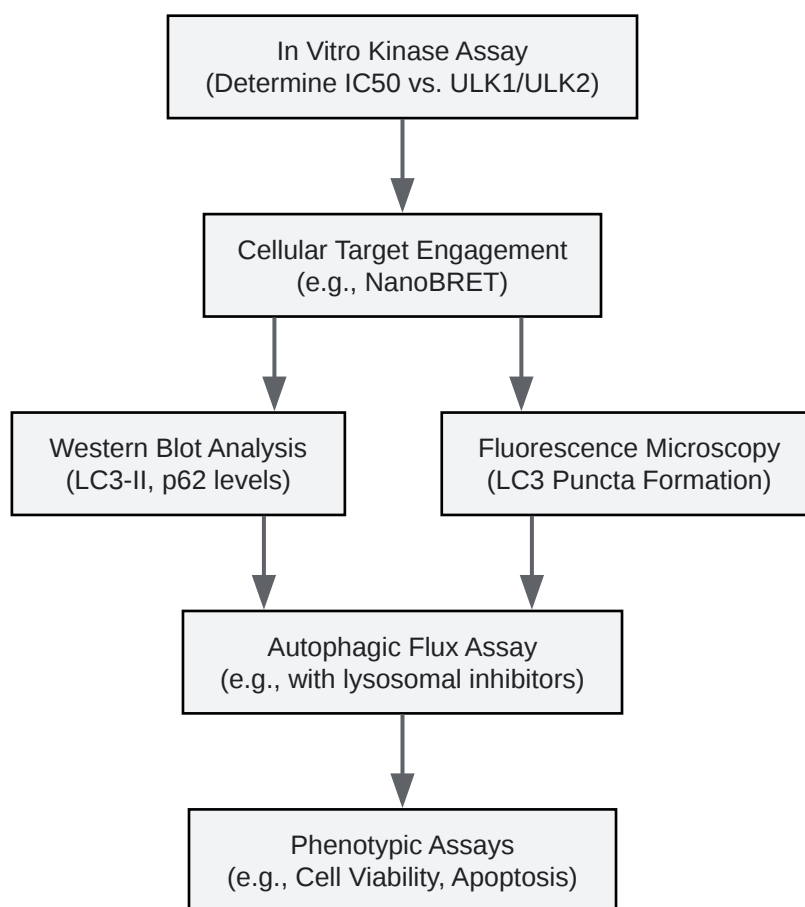 In Vitro Kinase Assay
(Determine IC50 vs. ULK1/ULK2)
Cellular Target Engagement
(e.g., NanoBRET)
Western Blot Analysis
(LC3-II, p62 levels)
Fluorescence Microscopy
(LC3 Puncta Formation)
Autophagic Flux Assay
(e.g., with lysosomal inhibitors)
Phenotypic Assays
(e.g., Cell Viability, Apoptosis)